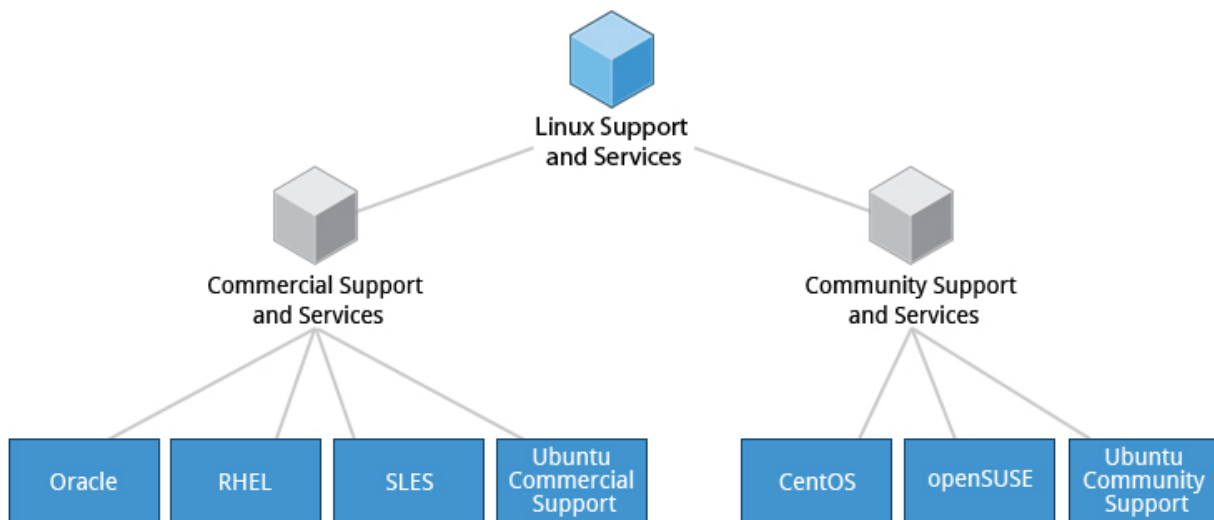 Linux Support
and Services
Commercial Support
and Services
Community Support
and Services
Oracle
RHEL
SLES
Ubuntu
Commercial
Support
CentOS
openSUSE
Ubuntu
Community
Support